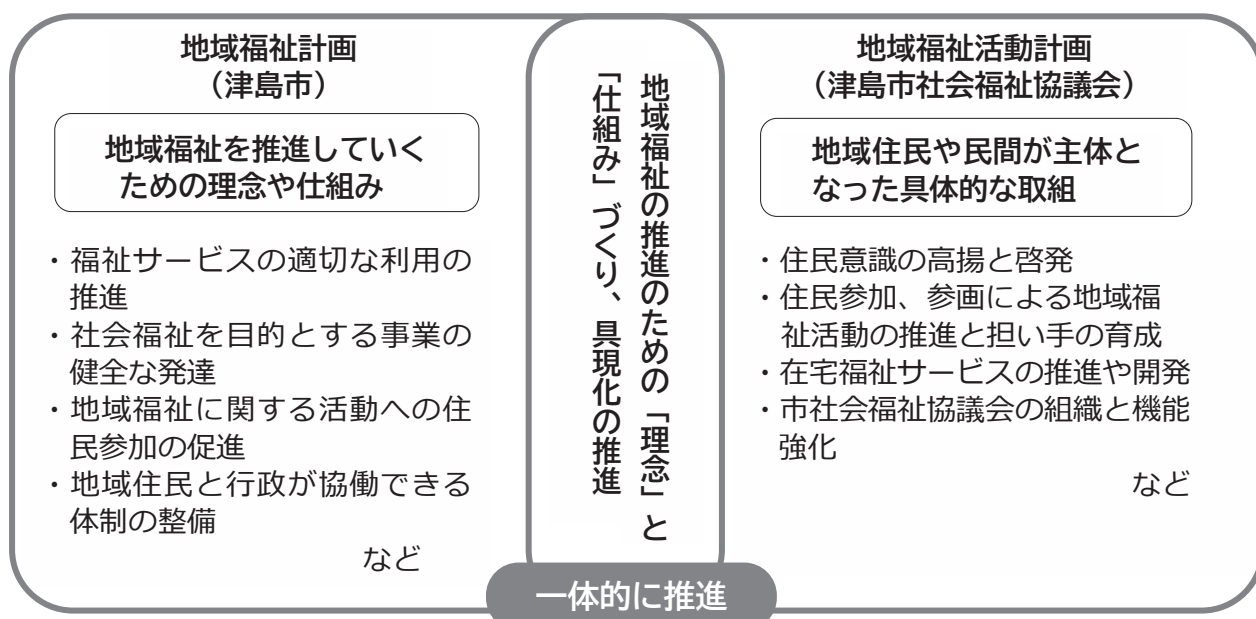 地域福祉計画
（津島市）
地域福祉を推進していく
ための理念や仕組み
・福祉サービスの適切な利用の
推進
・社会福祉を目的とする事業の
健全な発達
・地域福祉に関する活動への住
民参加の促進
・地域住民と行政が協働できる
体制の整備
など
地域福祉の推進のための「理念」と
「仕組み」づくり、具現化の推進
地域福祉活動計画
（津島市社会福祉協議会）
地域住民や民間が主体と
なった具体的な取組
・住民意識の高揚と啓発
・住民参加、参画による地域福
祉活動の推進と担い手の育成
・在宅福祉サービスの推進や開発
・市社会福祉協議会の組織と機能
強化
など
一体的に推進